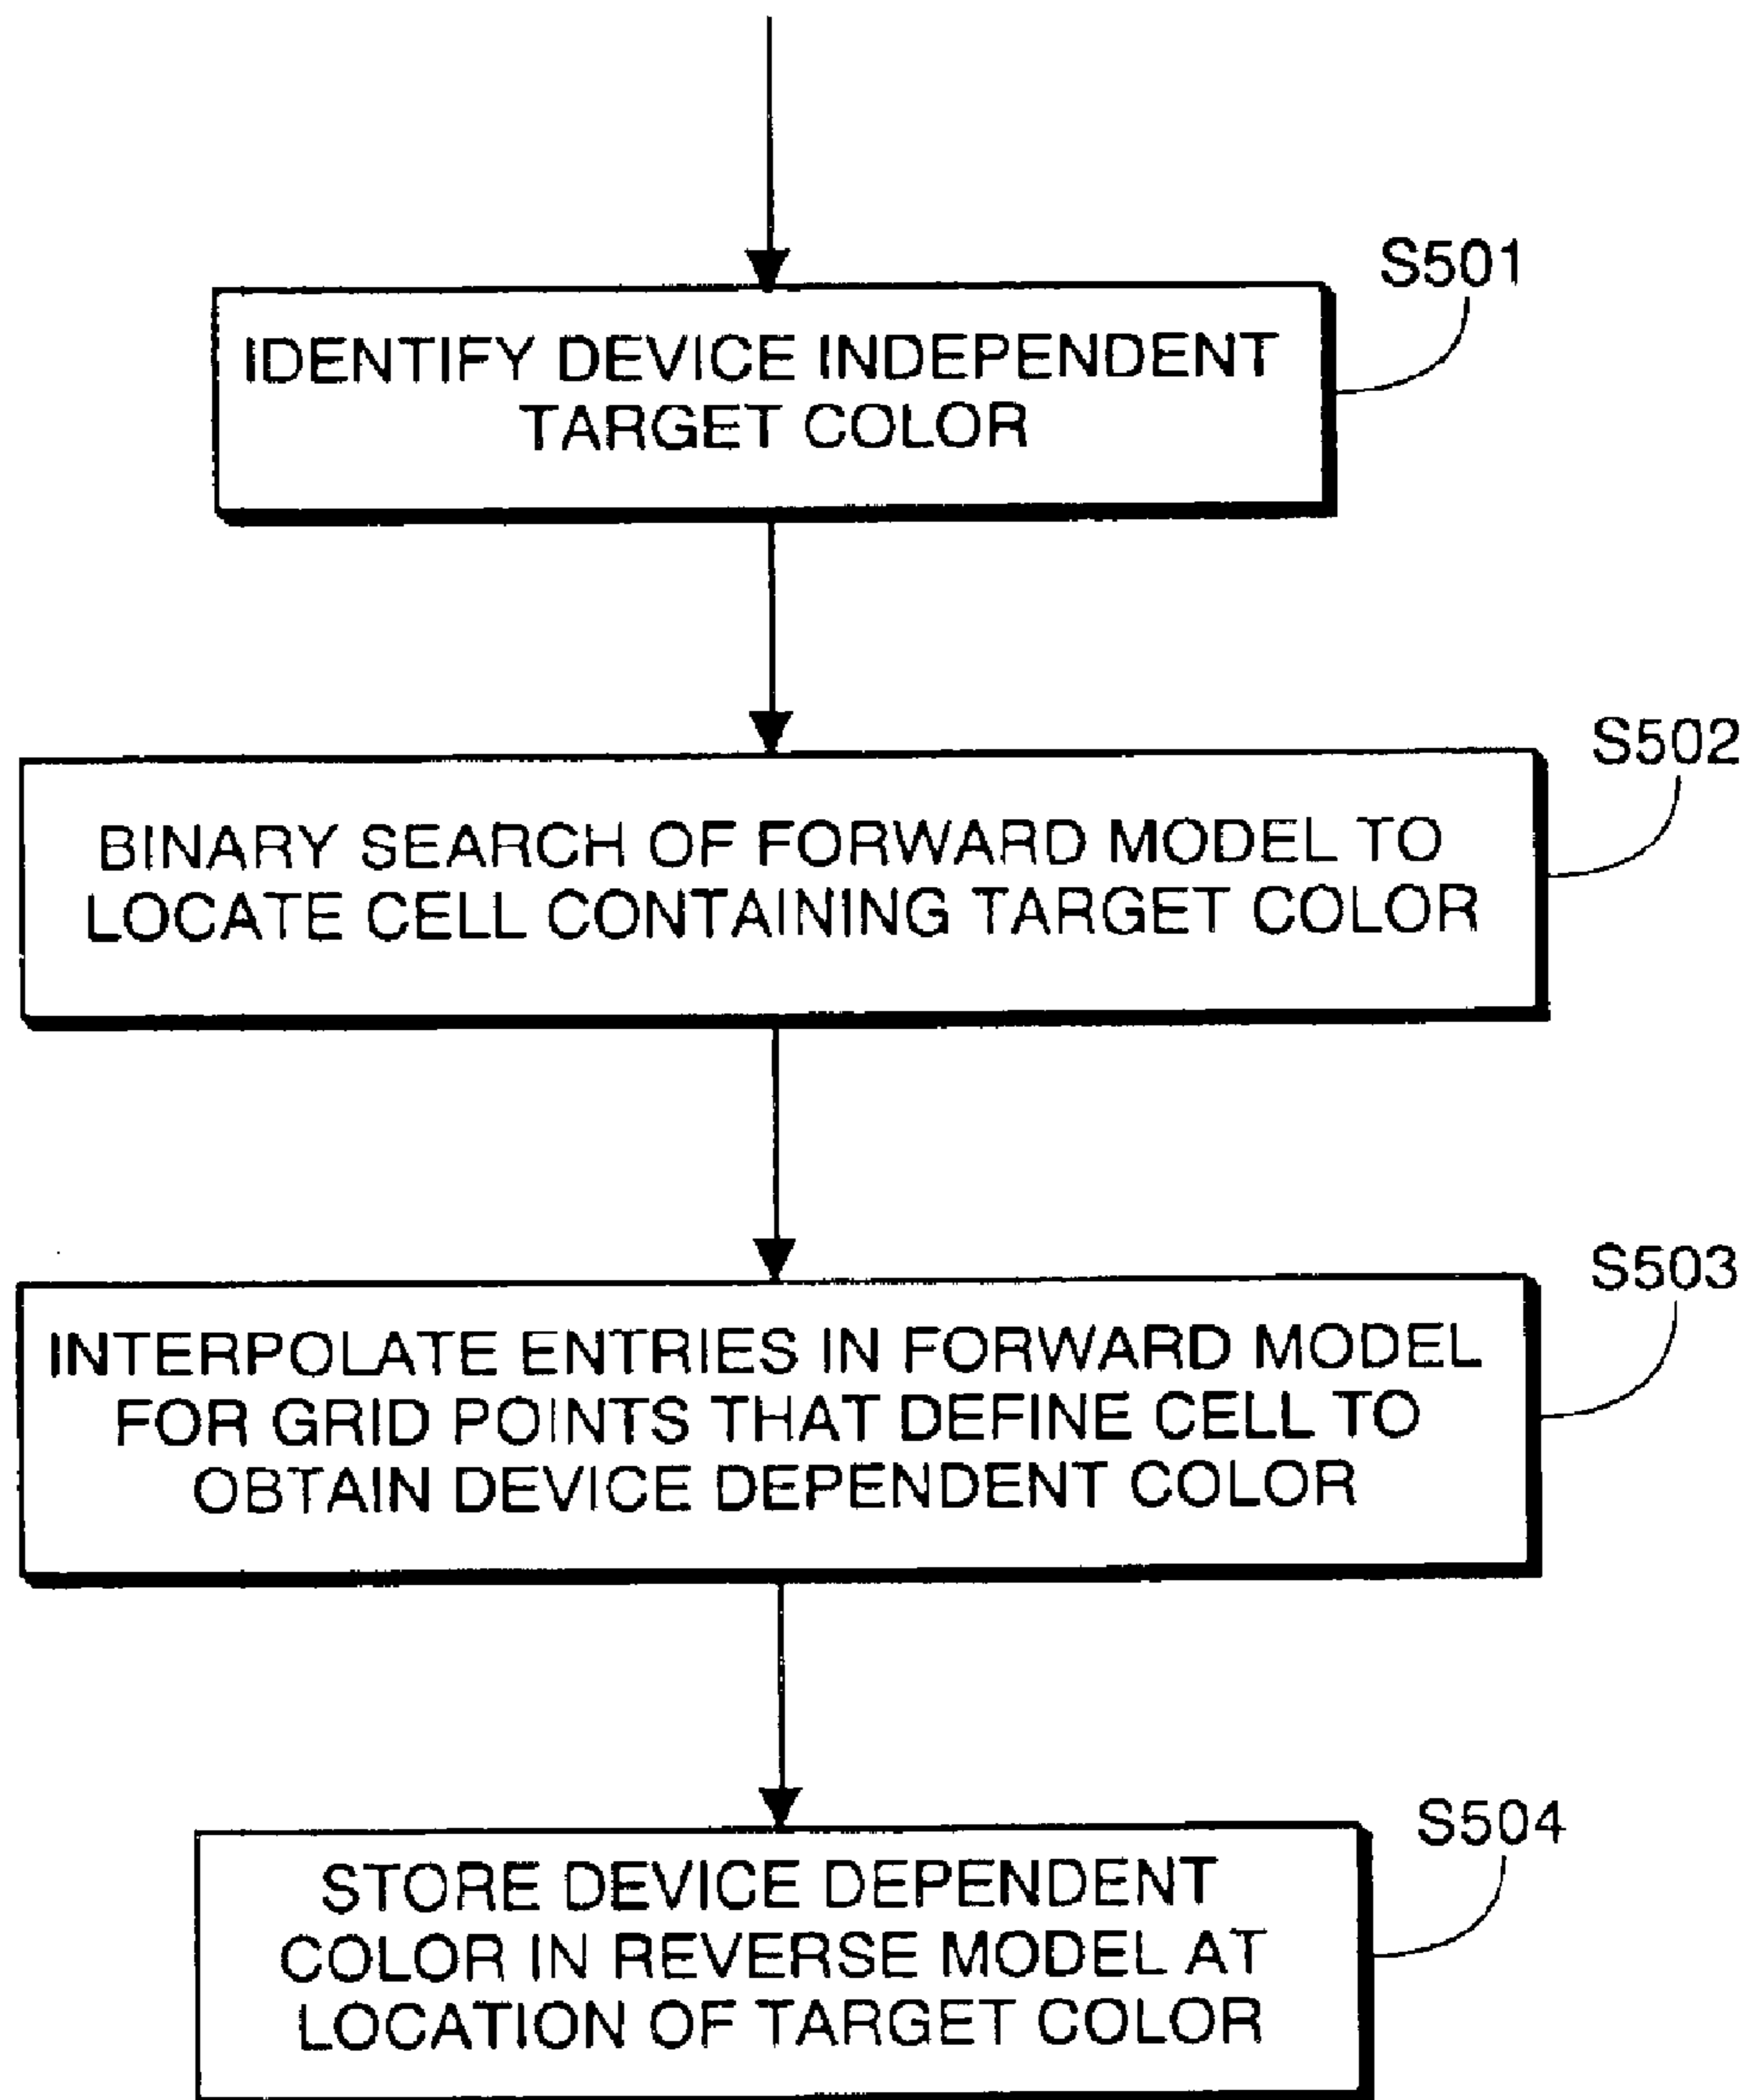 S501
IDENTIFY DEVICE INDEPENDENT
TARGET COLOR
S502
BINARY SEARCH OF FORWARD MODEL TO
LOCATE CELL CONTAINING TARGET COLOR
S503
INTERPOLATE ENTRIES IN FORWARD MODEL
FOR GRID POINTS THAT DEFINE CELL TO
OBTAIN DEVICE DEPENDENT COLOR
S504
STORE DEVICE DEPENDENT
COLOR IN REVERSE MODEL AT
LOCATION OF TARGET COLOR